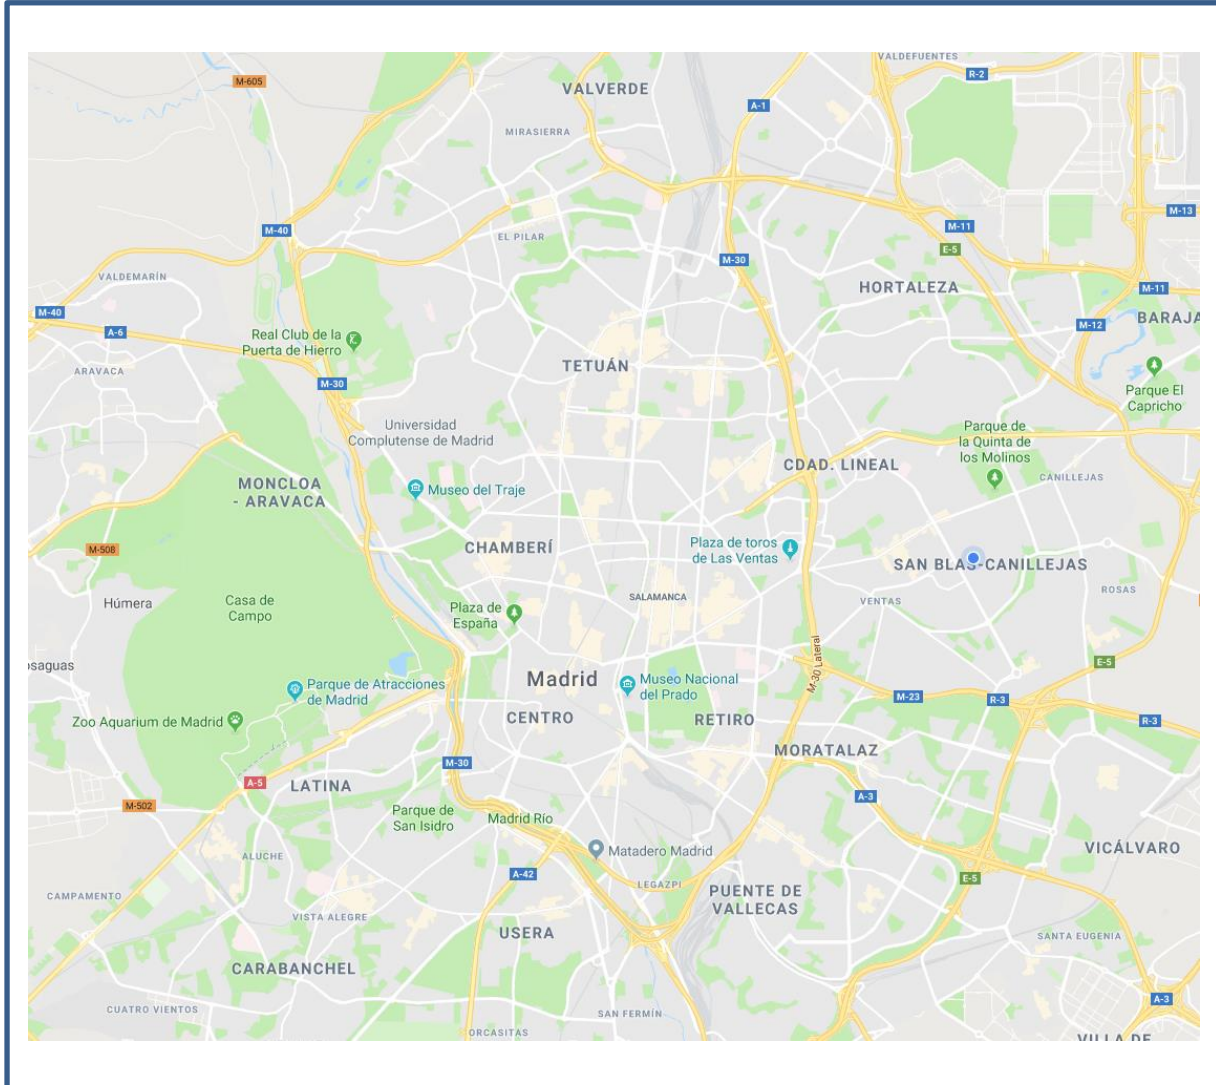 VALDEFUENTES
M-605
R-2
VALVERDE
A-1
MIRASIERRA
M-13
M-40
M-11
EL PILAR
E-5
M-30
VALDEMARÍN
HORTALEZA
M-11
M-40
BARAJA
A-6
M-12
Real Club de la
Puerta de Hierro
ARAVACA
TETUÁN
M-30
Parque El
Capricho
Universidad
Complutense de Madrid
Parque de
la Quinta de
los Molinos
CDAD. LINEAL
CANILLEJAS
MONCLOA
- ARAVACA
Museo del Traje
M-508
CHAMBERÍ
Plaza de toros
de Las Ventas
SAN BLAS-CANILLEJAS
ROSAS
Húmera
Casa de
Campo
Plaza de
España
SALAMANCA
VENTAS
osaguas
M-30 Lateral
E-5
Madrid
Museo Nacional
del Prado
Parque de Atracciones
de Madrid
M-23
R-3
Zoo Aquarium de Madrid
CENTRO
RETIRO
R-3
MORATALAZ
M-30
A-5
LATINA
A-3
M-502
Parque de
San Isidro
Madrid Río
Matadero Madrid
VICÁLVARO
ALUCHE
A-42
LEGAZPI
E-5
CAMPAMENTO
PUENTE DE
VALLECAS
VISTA ALEGRE
USERA
SANTA EUGENIA
CARABANCHEL
A-3
CUATRO VIENTOS
SAN FERMÍN
ORCASITAS
VILLA DE